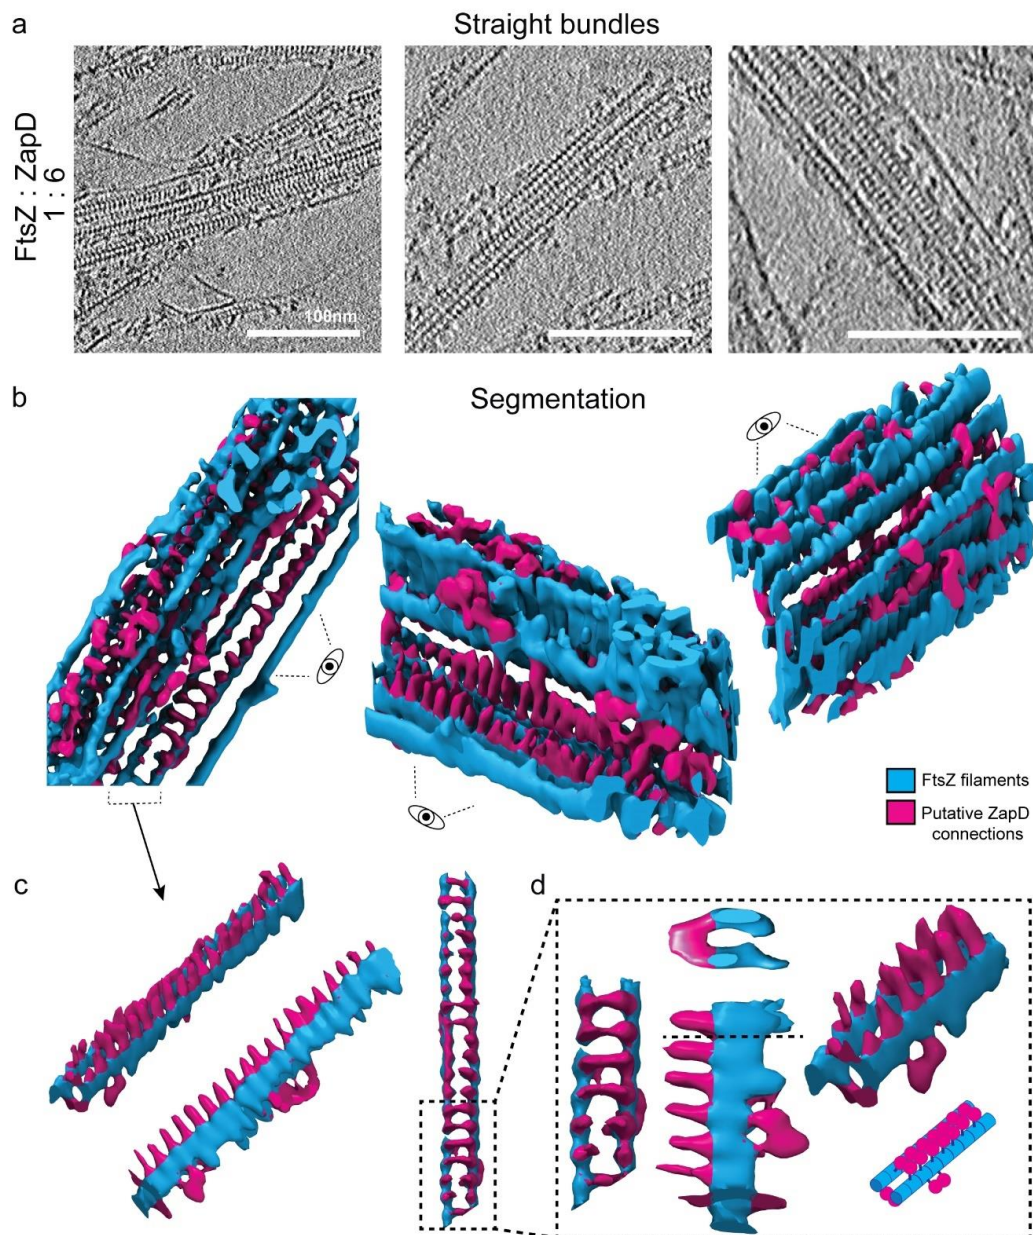 a
Straight bundles
FtsZ : ZapD
1 : 6
100nm
b
Segmentation
FtsZ filaments
Putative ZapD
connections
c
d